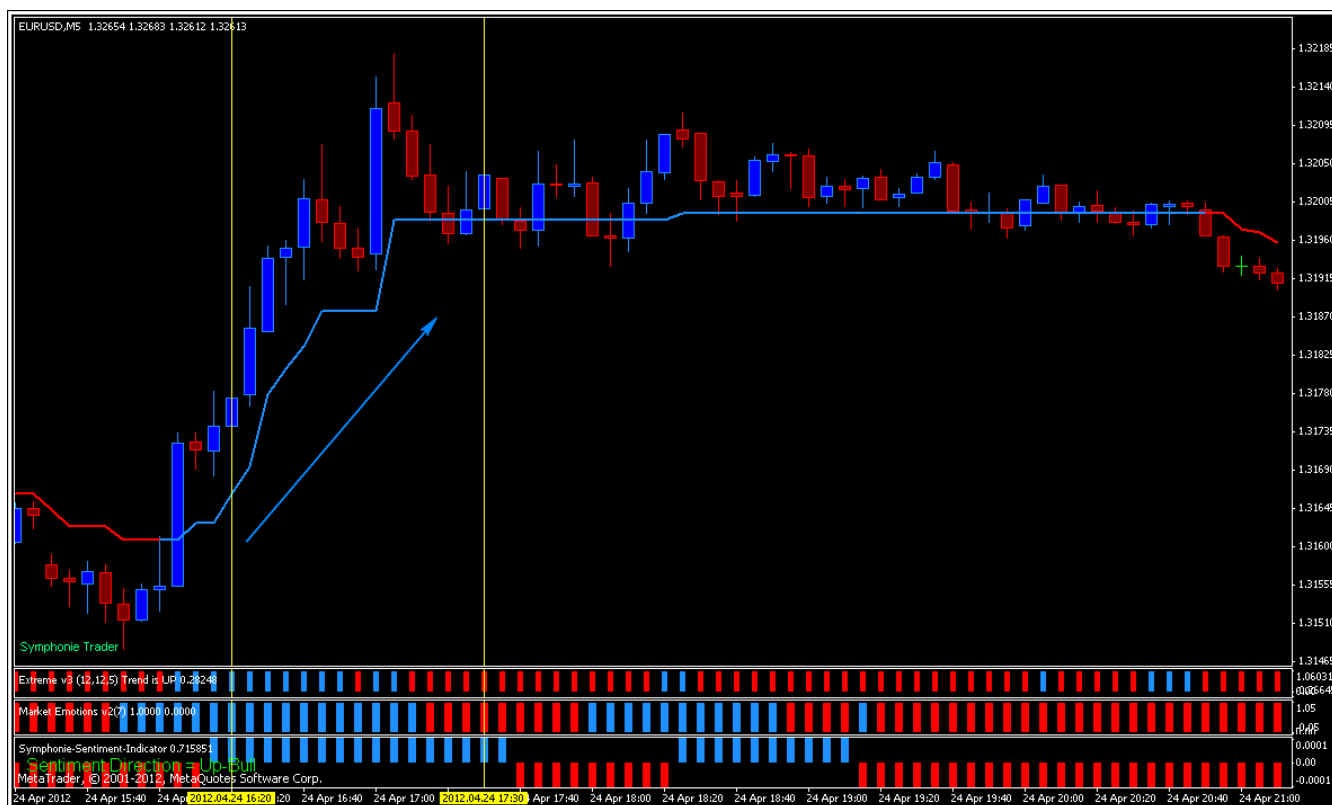 EURUSD,M5 1.32654 1.32683 1.32612 1.32613
1.32185
1.32140
1.32095
1.32050
1.32005
1.31960
1.31915
1.31870
1.31825
1.31780
1.31735
1.31690
1.31645
1.31600
1.31555
1.31510
1.31465
Symphonie Trader
Extreme v3 (12,12,5) Trend is UP 0.28248
1.06031
Market Emotions v2(7) 1.0000 0.0000
1.05
-0.05
Symphonie-Sentiment-Indicator 0.715851
0.0001
Sentiment Direction = Up-Bull
0.00
MetaTrader, © 2001-2012, MetaQuotes Software Corp.
-0.0001
24 Apr 2012 24 Apr 15:40 24 Ap 2012.04.24 16:20 :20 24 Apr 16:40 24 Apr 17:00 2012.04.24 17:30 Apr 17:40 24 Apr 18:00 24 Apr 18:20 24 Apr 18:40 24 Apr 19:00 24 Apr 19:20 24 Apr 19:40 24 Apr 20:00 24 Apr 20:20 24 Apr 20:40 24 Apr 21:00